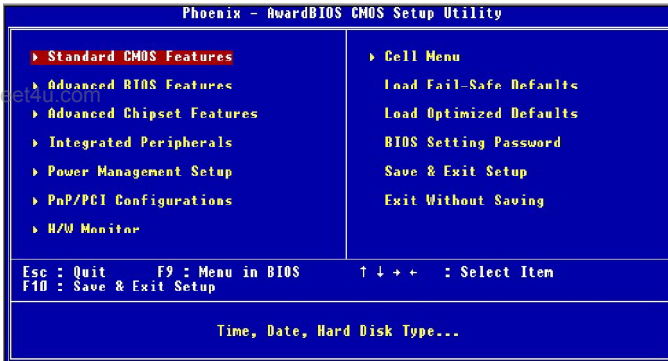 Phoenix - AwardBIOS CMOS Setup Utility
Standard CMOS Features
Advanced BIOS Features
eet4u.com
Advanced Chipset Features
Integrated Peripherals
Power Management Setup
PnP/PCI Configurations
H/W Monitor
Cell Menu
Load Fail-Safe Defaults
Load Optimized Defaults
BIOS Setting Password
Save & Exit Setup
Exit Without Saving
Esc : Quit F9 : Menu in BIOS ↑ ↓ → ← : Select Item
F10 : Save & Exit Setup
Time, Date, Hard Disk Type...